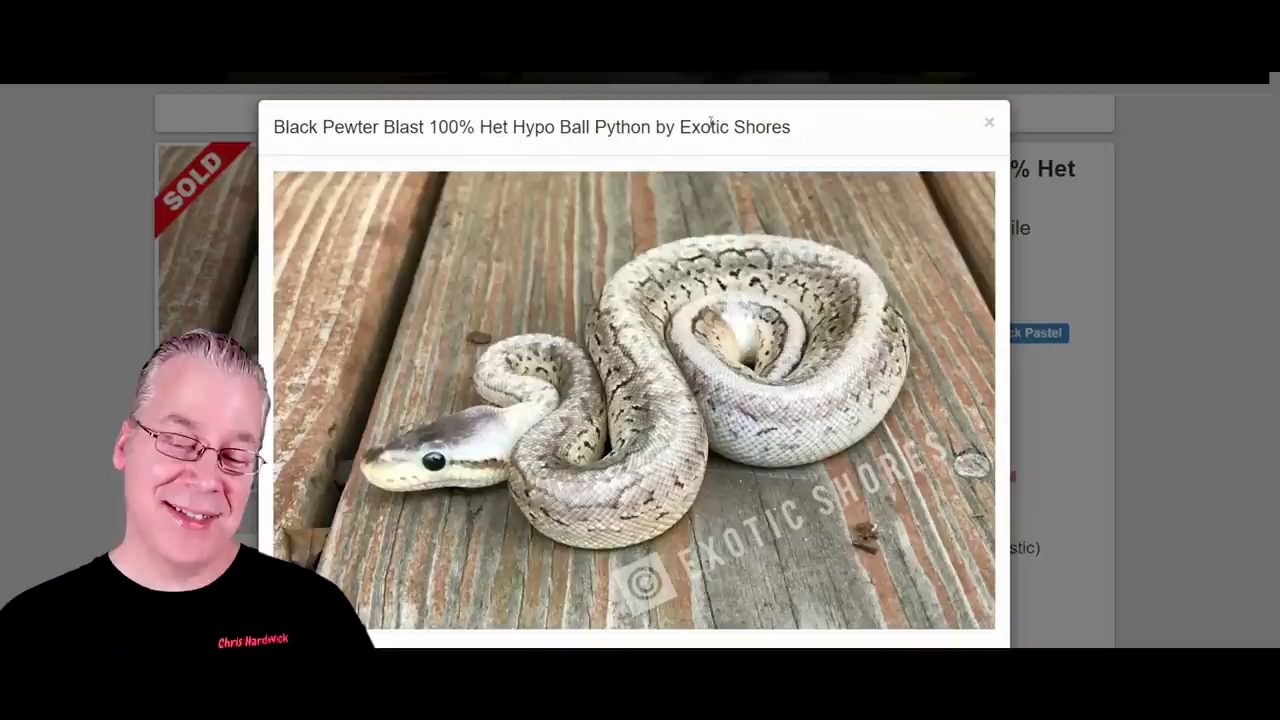 Black Pewter Blast 100% Het Hypo Ball Python by Exotic Shores
×
SOLD
% Het
ile
ck Pastel
© EXOTIC SHORES
stic)
Chris Hardwick